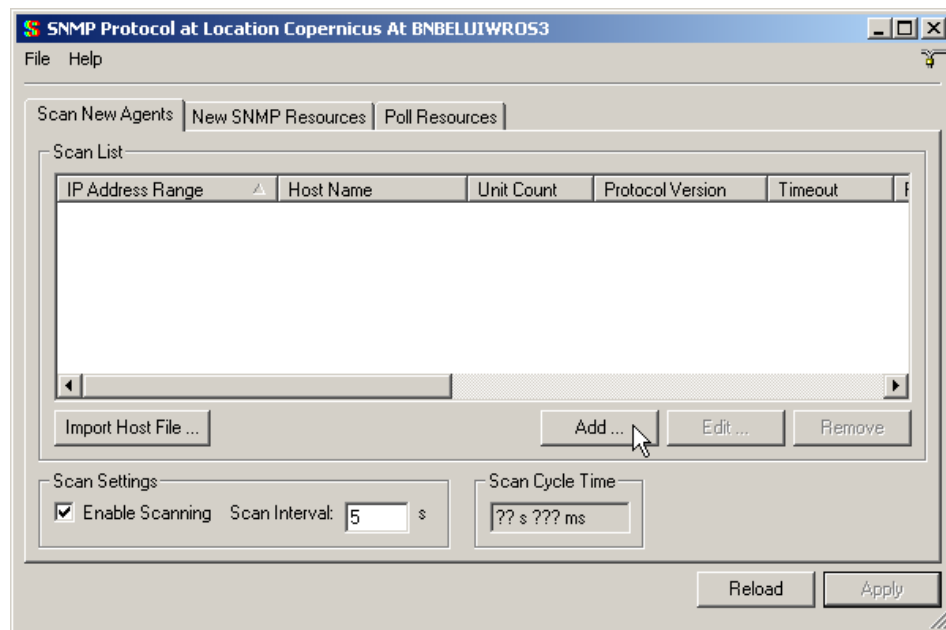 SNMP Protocol at Location Copernicus At BNBELUIWROS3
File Help
Scan New Agents New SNMP Resources Poll Resources
Scan List
IP Address Range Host Name Unit Count Protocol Version Timeout
Import Host File ... Add ... Edit ... Remove
Scan Settings Scan Cycle Time
Enable Scanning Scan Interval: 5 s ?? s ??? ms
Reload Apply